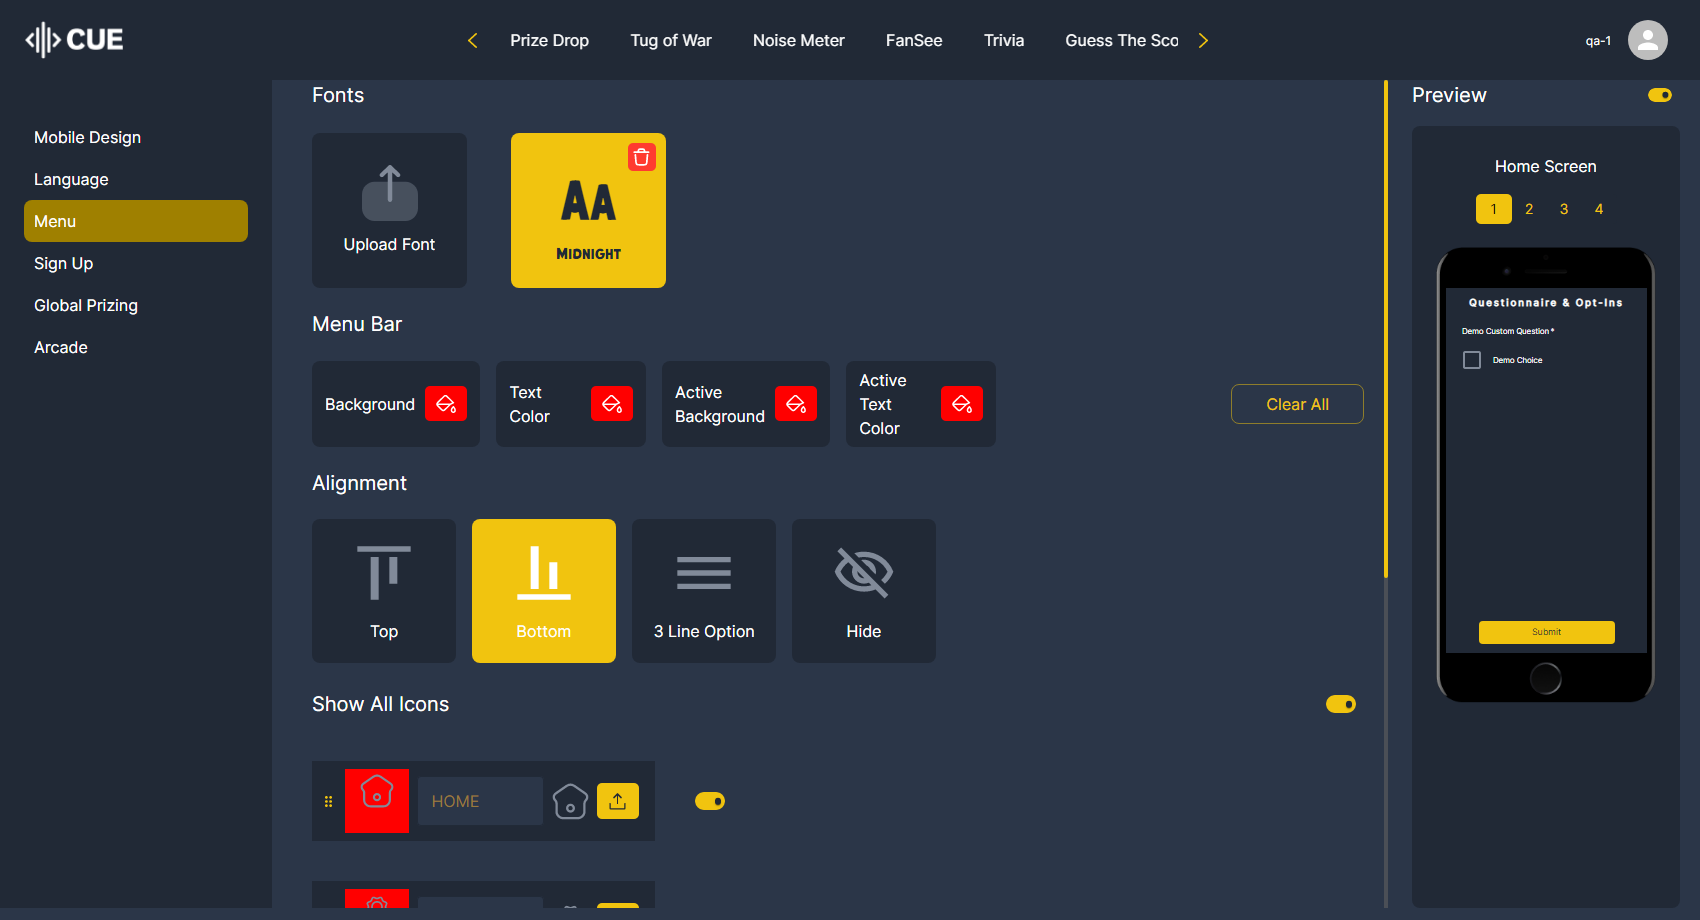 CUE
Prize Drop
Tug of War
Noise Meter
FanSee
Trivia
Guess The Sco
qa-1
Mobile Design
Language
Menu
Sign Up
Global Prizing
Arcade
Fonts
Upload Font
AA
MIDNIGHT
Menu Bar
Background
Text
Color
Active
Background
Active
Text
Color
Clear All
Alignment
Top
Bottom
3 Line Option
Hide
Show All Icons
HOME
Preview
Home Screen
1 2 3 4
Questionnaire & Opt-Ins
Demo Custom Question*
Demo Choice
Submit